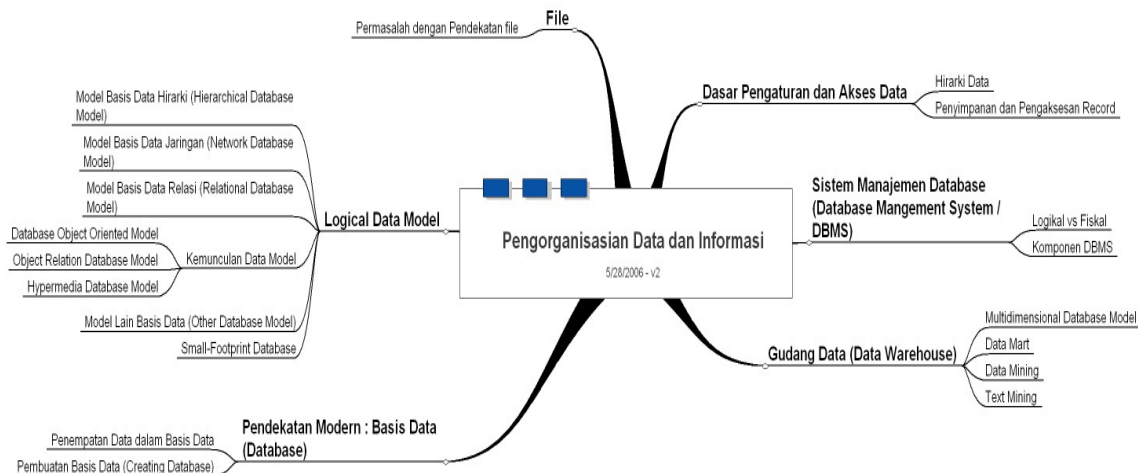 File
Permasalah dengan Pendekatan file
Dasar Pengaturan dan Akses Data
Hirarki Data
Penyimpanan dan Pengaksesan Record
Model Basis Data Hirarki (Hierarchical Database
Model)
Model Basis Data Jaringan (Network Database
Model)
Model Basis Data Relasi (Relational Database
Model)
Logical Data Model
Database Object Oriented Model
Object Relation Database Model
Hypermedia Database Model
Kemunculan Data Model
Model Lain Basis Data (Other Database Model)
Small-Footprint Database
Pengorganisasian Data dan Informasi
5/28/2006 - v2
Sistem Manajemen Database
(Database Mangement System /
DBMS)
Logikal vs Fiskal
Komponen DBMS
Gudang Data (Data Warehouse)
Multidimensional Database Model
Data Mart
Data Mining
Text Mining
Pendekatan Modern : Basis Data
(Database)
Penempatan Data dalam Basis Data
Pembuatan Basis Data (Creating Database)